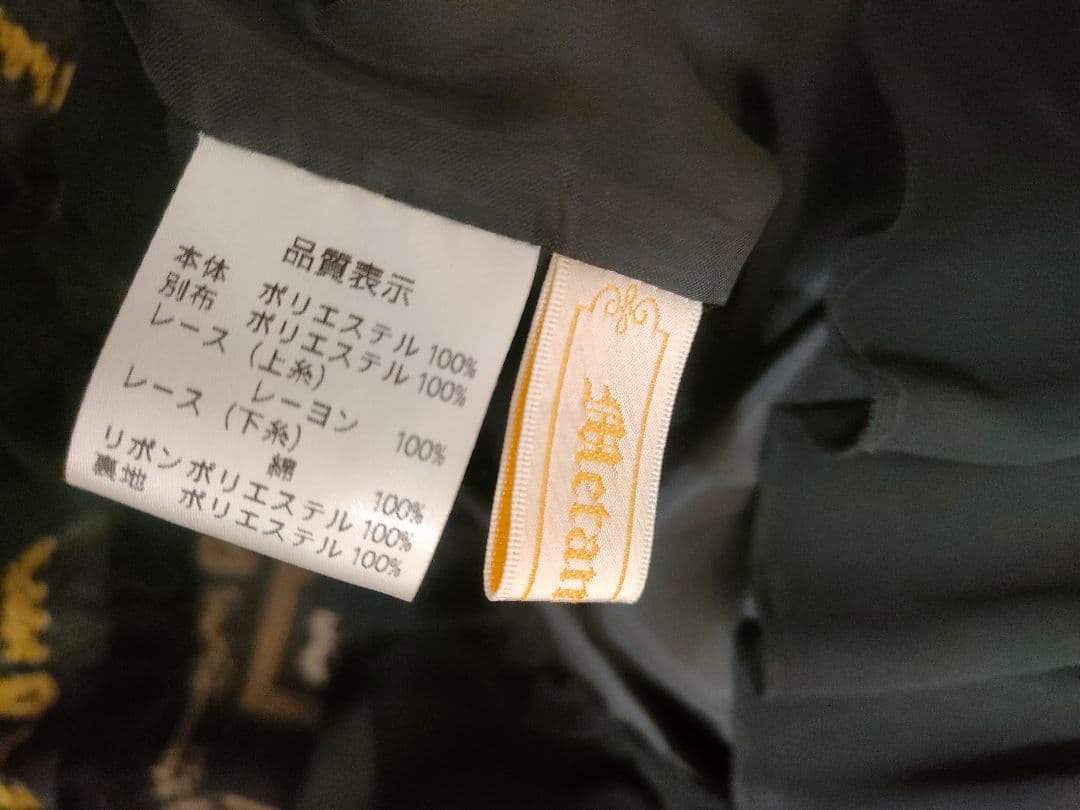 品質表示
本体 ポリエステル 100%
別布 ポリエステル 100%
レース (上糸)
レーヨン 100%
レース (下糸)
綿 100%
リボンポリエステル 100%
裏地 ポリエステル 100%
Metam